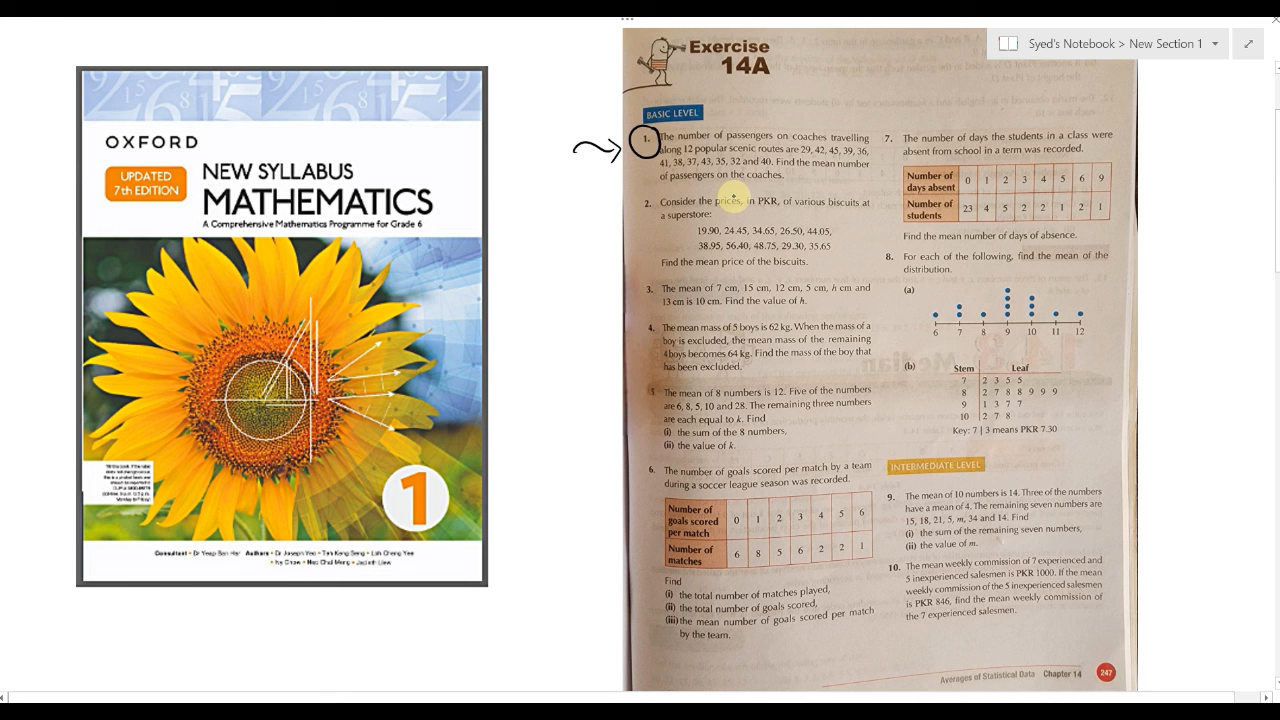 Syed's Notebook > New Section 1
OXFORD
UPDATED
7th EDITION
NEW SYLLABUS
MATHEMATICS
A Comprehensive Mathematics Programme for Grade 6
1
Consultant • Dr Yeap Ban Har Authors • Dr Joseph Yeo • Teh Keng Seng • Loh Cheng Yee
• Ivy Chow • Neo Chai Meng • Jacinth Liew
Exercise
14A
BASIC LEVEL
1. The number of passengers on coaches travelling
along 12 popular scenic routes are 29, 42, 45, 39, 36,
41, 38, 37, 43, 35, 32 and 40. Find the mean number
of passengers on the coaches.
2. Consider the prices, in PKR, of various biscuits at
a superstore:
19.90, 24.45, 34.65, 26.50, 44.05,
38.95, 56.40, 48.75, 29.30, 35.65
Find the mean price of the biscuits.
3. The mean of 7 cm, 15 cm, 12 cm, 5 cm, h cm and
13 cm is 10 cm. Find the value of h.
4. The mean mass of 5 boys is 62 kg. When the mass of a
boy is excluded, the mean mass of the remaining
4 boys becomes 64 kg. Find the mass of the boy that
has been excluded.
5. The mean of 8 numbers is 12. Five of the numbers
are 6, 8, 5, 10 and 28. The remaining three numbers
are each equal to k. Find
(i) the sum of the 8 numbers,
(ii) the value of k.
6. The number of goals scored per match by a team
during a soccer league season was recorded.
Number of
goals scored
per match
0 1 2 3 4 5 6
Number of
matches
6 8 5 6 2 2 1
Find
(i) the total number of matches played,
(ii) the total number of goals scored,
(iii) the mean number of goals scored per match
by the team.
7. The number of days the students in a class were
absent from school in a term was recorded.
Number of
days absent
0 1 2 3 4 5 6 9
Number of
students
23 4 5 2 2 1 2 1
Find the mean number of days of absence.
8. For each of the following, find the mean of the
distribution.
(a)
6 7 8 9 10 11 12
(b) Stem Leaf
7 2 3 5 5
8 2 7 8 8 9 9 9
9 1 3 7 7
10 2 7 8
Key: 7 | 3 means PKR 7.30
INTERMEDIATE LEVEL
9. The mean of 10 numbers is 14. Three of the numbers
have a mean of 4. The remaining seven numbers are
15, 18, 21, 5, m, 34 and 14. Find
(i) the sum of the remaining seven numbers,
(ii) the value of m.
10. The mean weekly commission of 7 experienced and
5 inexperienced salesmen is PKR 1000. If the mean
weekly commission of the 5 inexperienced salesmen
is PKR 846, find the mean weekly commission of
the 7 experienced salesmen.
Averages of Statistical Data Chapter 14 247